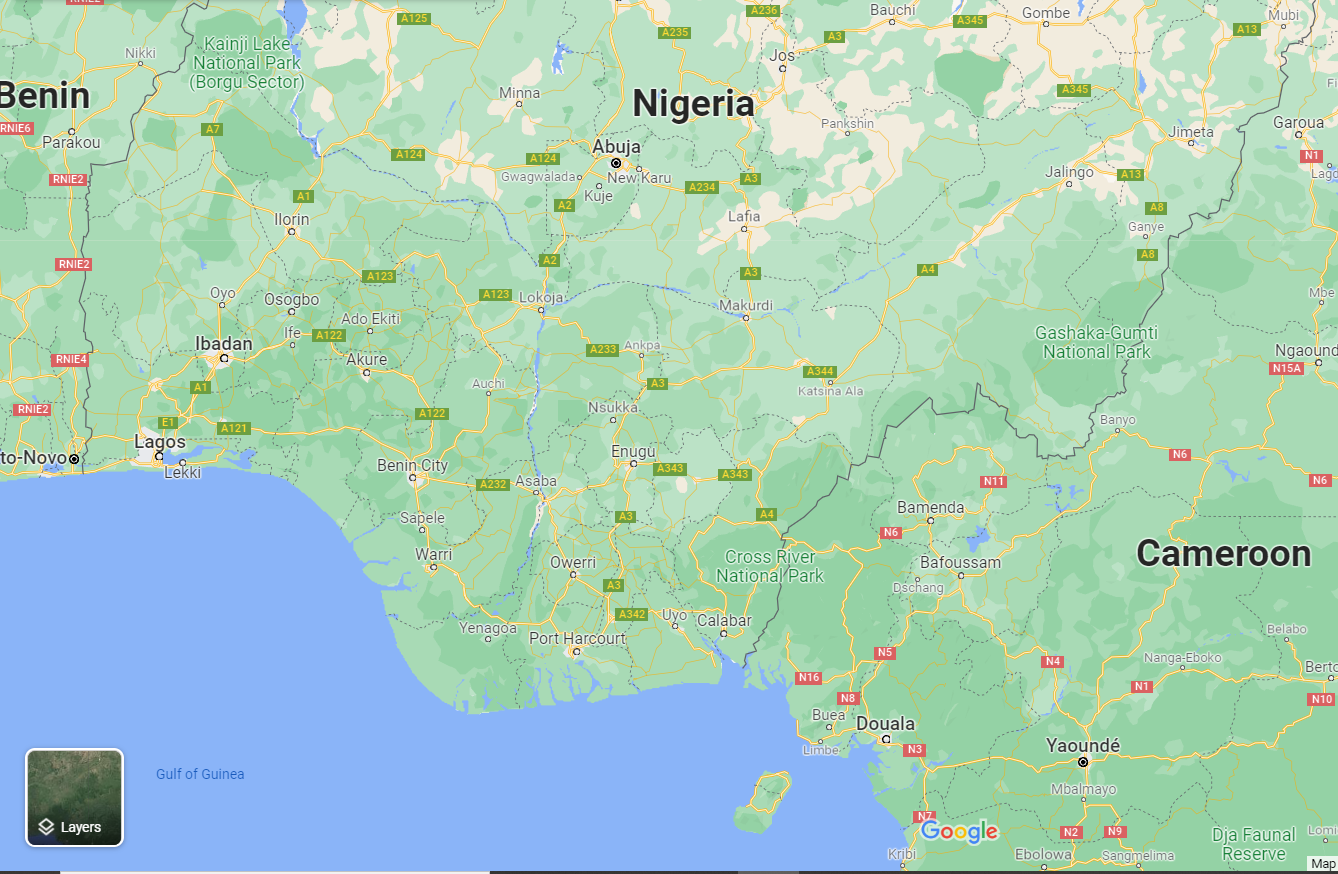 RNIE2
A125
A236
Bauchi
A345
Gombe
Mubi
A13
Nikki
Kainji Lake
National Park
(Borgu Sector)
A235
A3
Jos
Benin
Minna
Nigeria
A345
Pankshin
RNIE6
Parakou
A7
Jimeta
Garoua
Abuja
A124
A124
N1
Gwagwalada
New Karu
Jalingo
A13
RNIE2
Kuje
A234
A3
A1
A2
A8
Ilorin
Lafia
Ganye
A8
RNIE2
A2
A123
A3
A4
Oyo
Osogbo
A123
Lokoja
Makurdi
Mbe
Ado Ekiti
Ife
A122
Ibadan
Gashaka-Gumti
National Park
A233
Ankpa
Ngaound
RNIE4
Akure
A344
N15A
A1
Auchi
A3
Katsina Ala
RNIE2
A122
Nsukka
E1
A121
Banyo
Lagos
Enugu
to-Novo
Lekki
Benin City
A343
A343
N6
A232
Asaba
N11
N6
Sapele
A3
A4
Bamenda
N6
Warri
Owerri
Cross River
National Park
Bafoussam
Cameroon
A3
Dschang
Yenagoa
A342
Uyo
Calabar
Port Harcourt
Belabo
N5
N4
Nanga-Eboko
Berto
N16
N1
N8
N10
Buea
Douala
Limbe
N3
Yaoundé
Gulf of Guinea
Mbalmayo
Layers
N7
Google
N2
N9
Dja Faunal
Reserve
Lomi
Kribi
Ebolowa
Sangmelima
Map